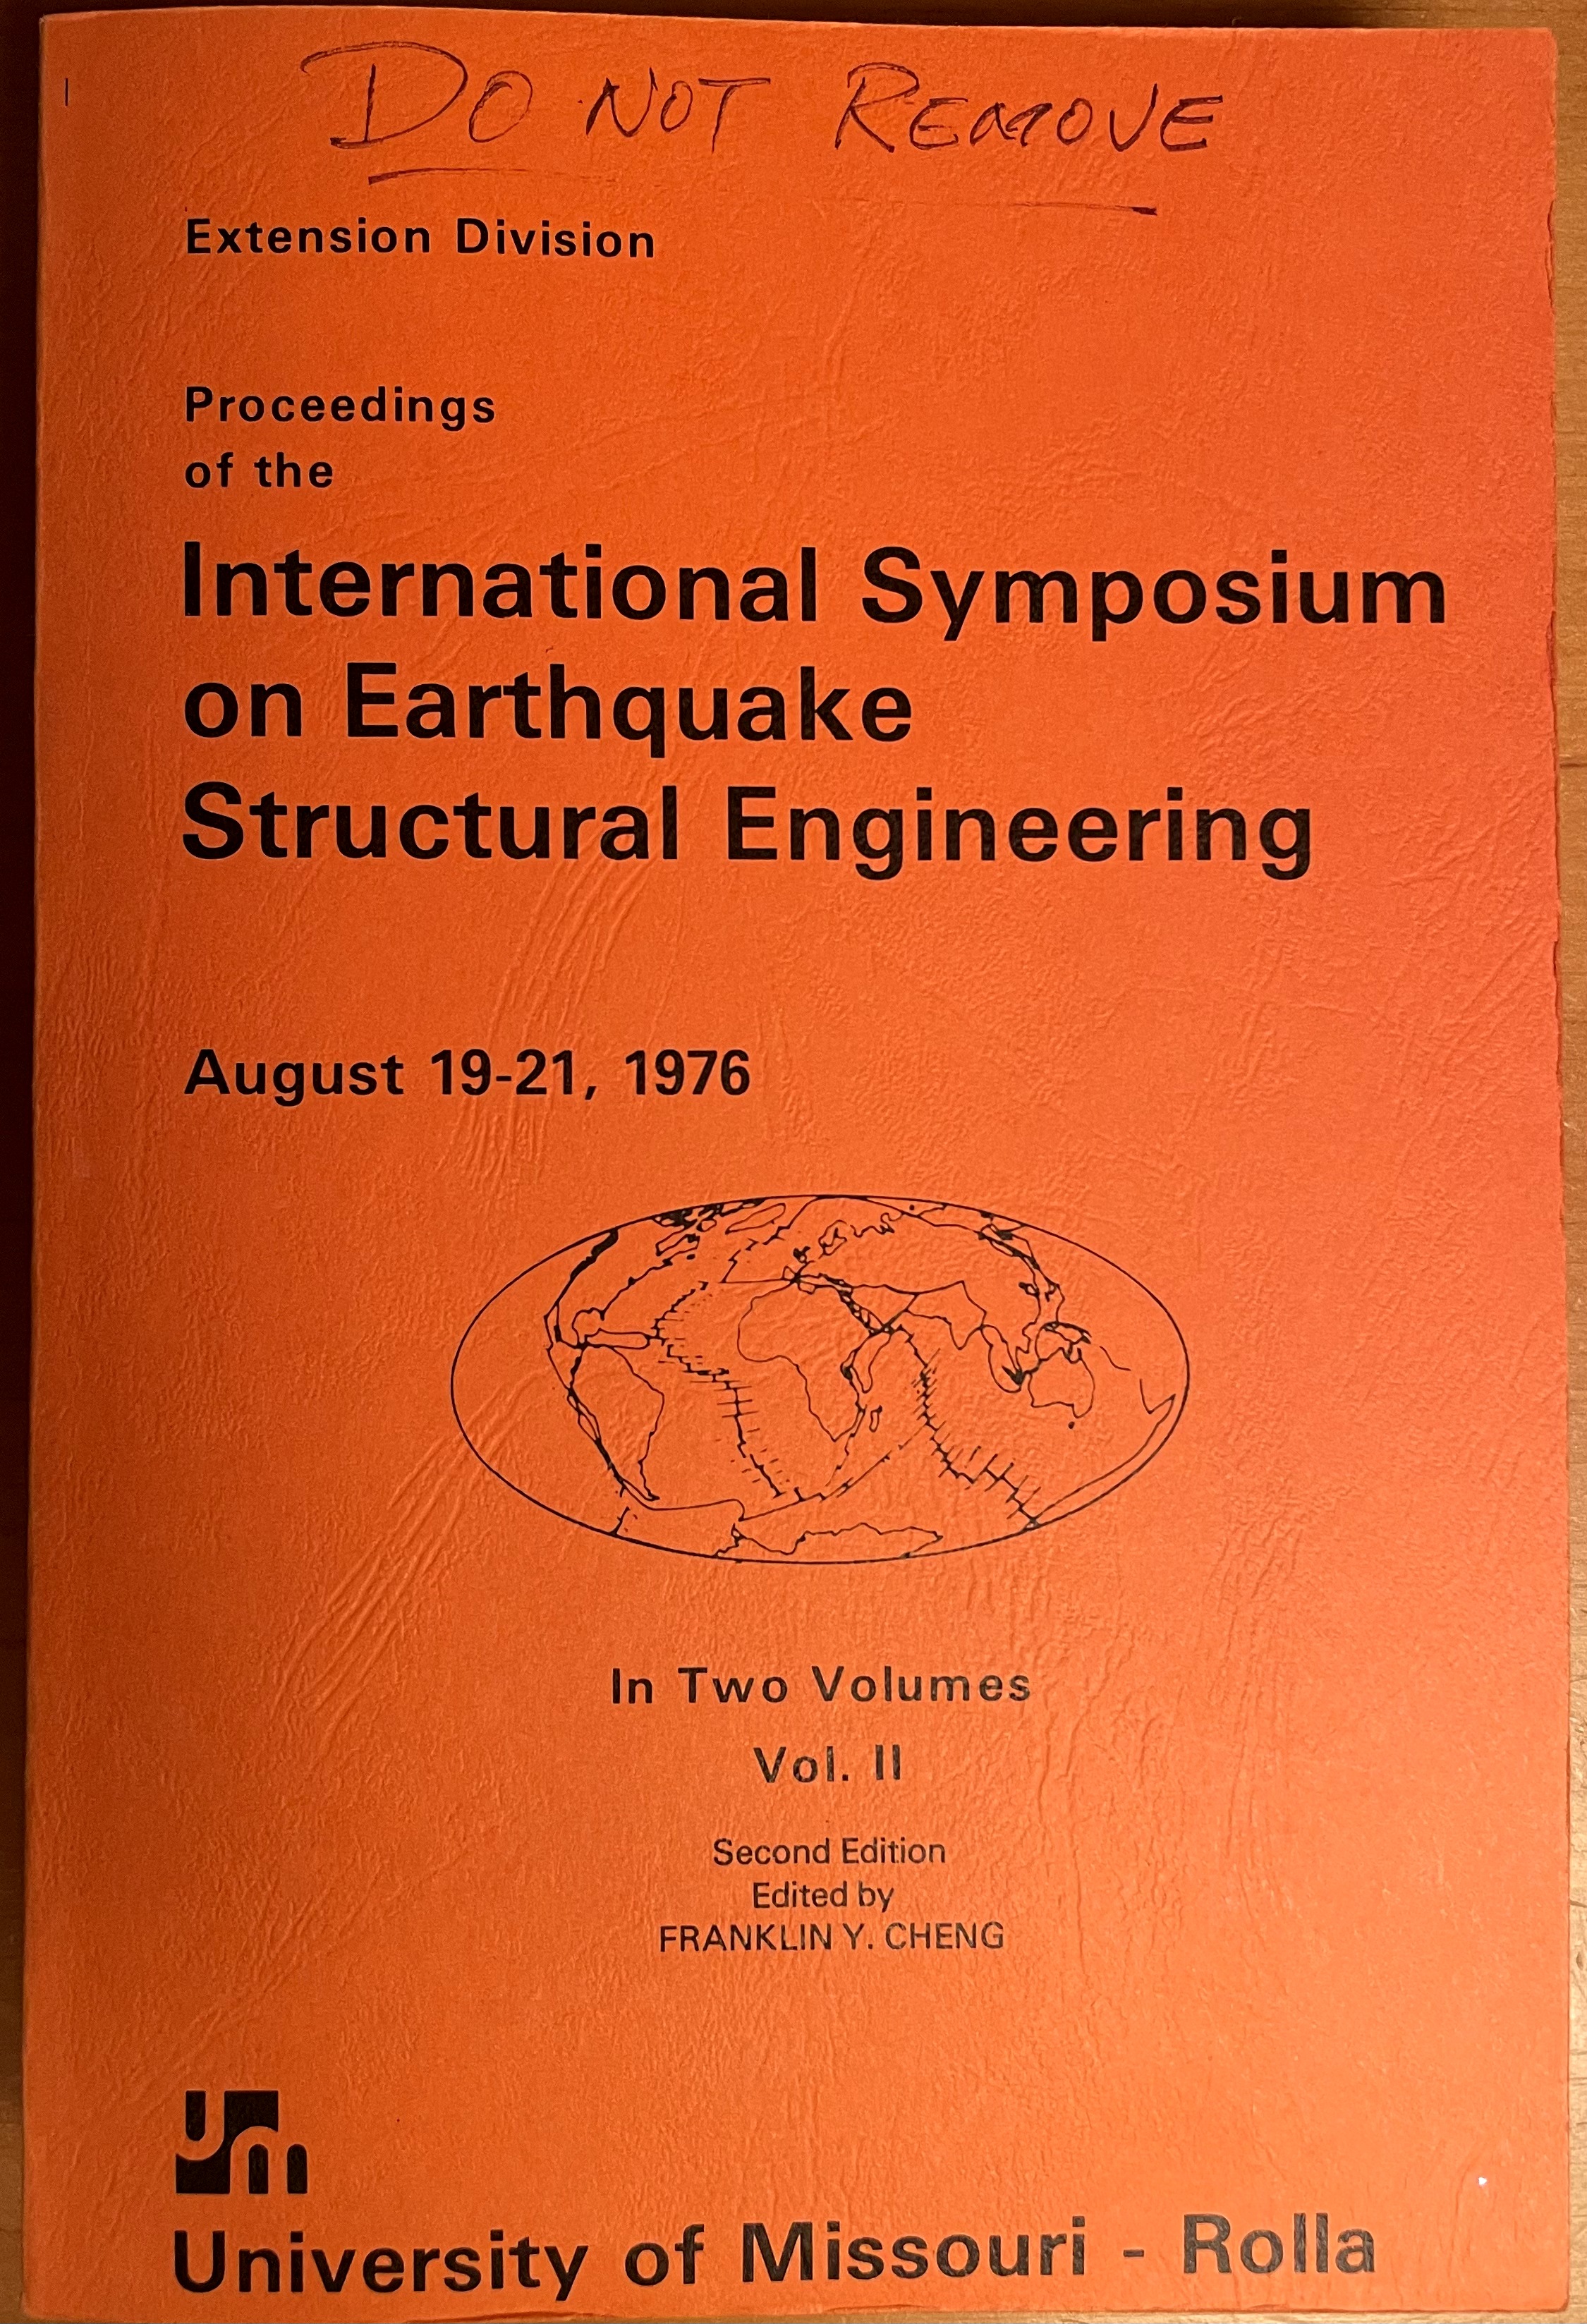 DO NOT REMOVE
Extension Division
Proceedings
of the
International Symposium
on Earthquake
Structural Engineering
August 19-21, 1976
In Two Volumes
Vol. II
Second Edition
Edited by
FRANKLIN Y. CHENG
um
University of Missouri - Rolla